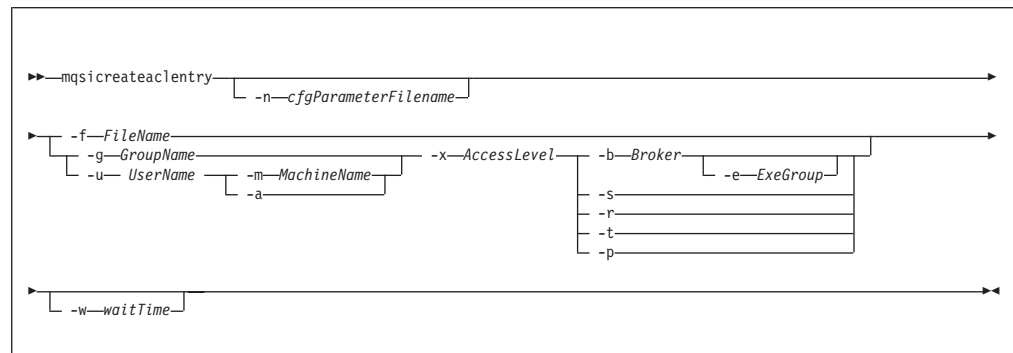 mqsicreateaclentry
-n cfgParameterFilename
-f FileName
-g GroupName -x AccessLevel -b Broker
-u UserName -m MachineName -e ExeGroup
-a -s
-r
-t
-p
-w waitTime